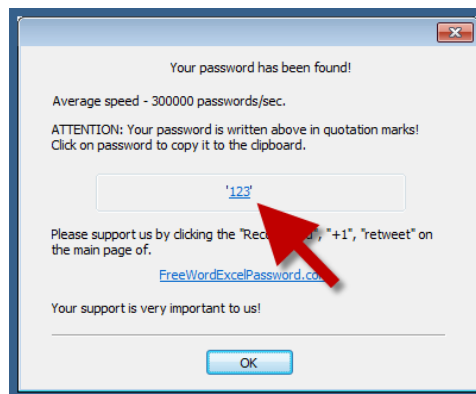 Your password has been found!
Average speed - 300000 passwords/sec.
ATTENTION: Your password is written above in quotation marks!
Click on password to copy it to the clipboard.
'123'
Please support us by clicking the "+1", "retweet" on
the main page of.
FreeWordExcelPassword.com
Your support is very important to us!
OK